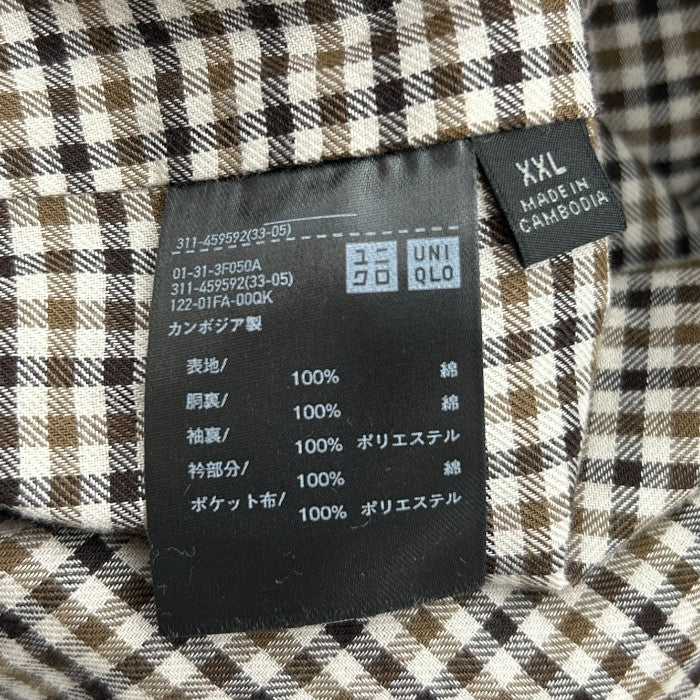 XXL
MADE IN
CAMBODIA
311-459592(33-05)
01-31-3F050A
311-459592(33-05)
122-01FA-00QK
ユニ
クロ
UNI
QLO
カンボジア製
表地/
100% 綿
胴裏/
100% 綿
袖裏/
100% ポリエステル
衿部分/
100% 綿
ポケット布/
100% ポリエステル